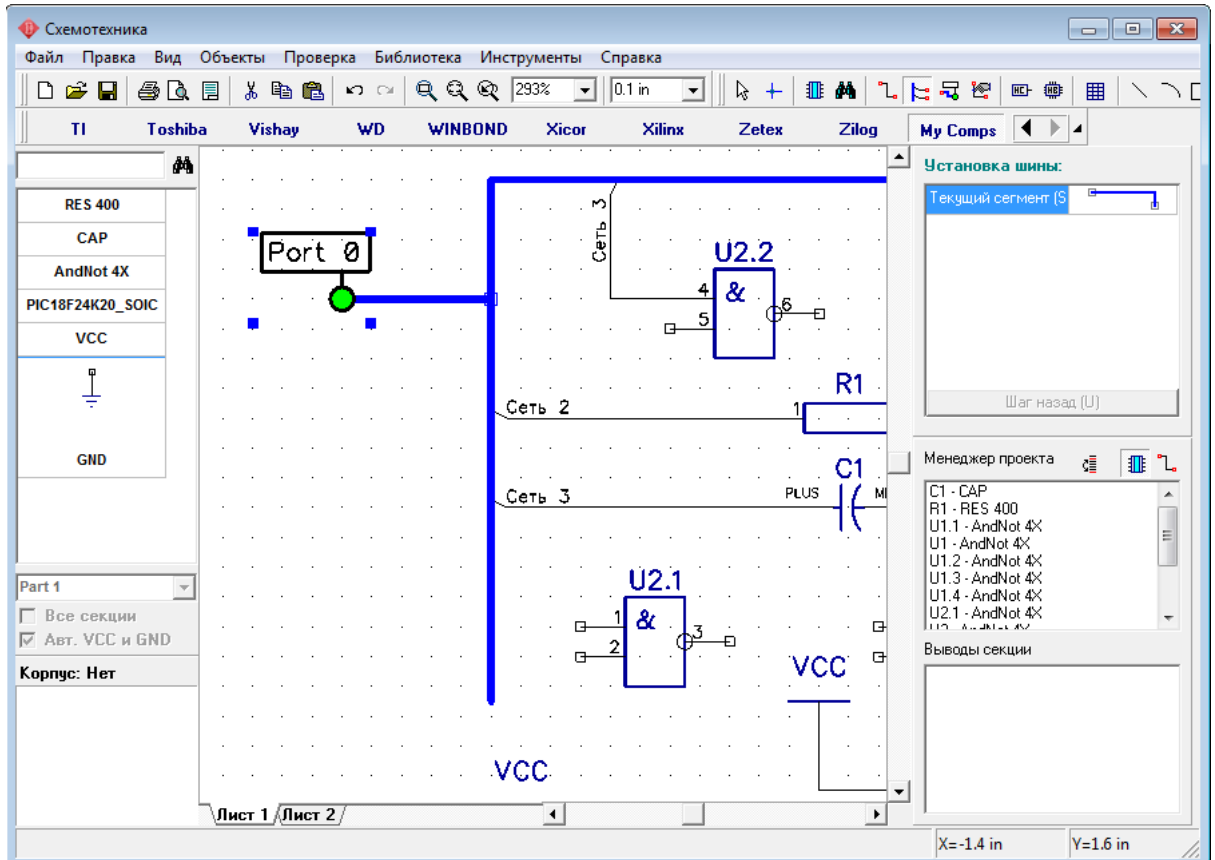 Схемотехника
Файл Правка Вид Объекты Проверка Библиотека Инструменты Справка
293% 0.1 in
TI Toshiba Vishay WD WINBOND Xicor Xilinx Zetex Zilog My Comps
RES 400
CAP
AndNot 4X
PIC18F24K20_SOIC
VCC
GND
Part 1
Все секции
Авт. VCC и GND
Корпус: Нет
Port 0
Сеть 3
U2.2
&
4
5
6
Сеть 2
1
R1
Сеть 3
PLUS
C1
U2.1
&
1
2
3
VCC
VCC
Лист 1 Лист 2
Установка шины:
Текущий сегмент (S
Шаг назад (U)
Менеджер проекта
C1 - CAP
R1 - RES 400
U1.1 - AndNot 4X
U1 - AndNot 4X
U1.2 - AndNot 4X
U1.3 - AndNot 4X
U1.4 - AndNot 4X
U2.1 - AndNot 4X
Выводы секции
X=-1.4 in Y=1.6 in